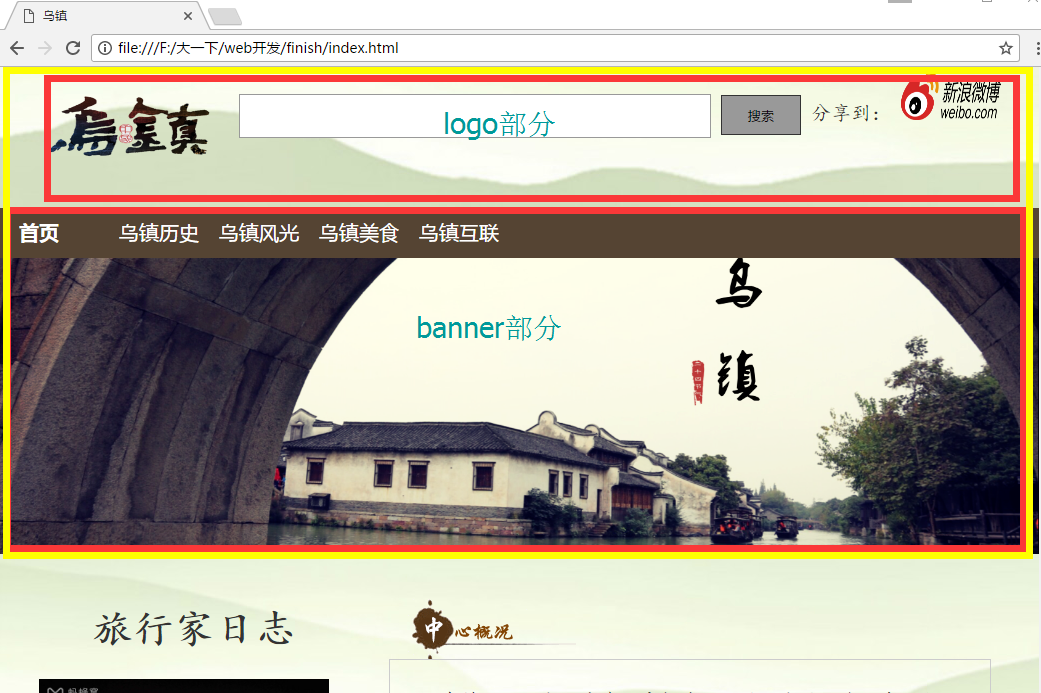 乌镇
file:///F:/大一下/web开发/finish/index.html
烏金真
logo部分
搜索
分享到：
新浪微博
weibo.com
首页 乌镇历史 乌镇风光 乌镇美食 乌镇互联
banner部分
乌
镇
旅行家日志
中心概况